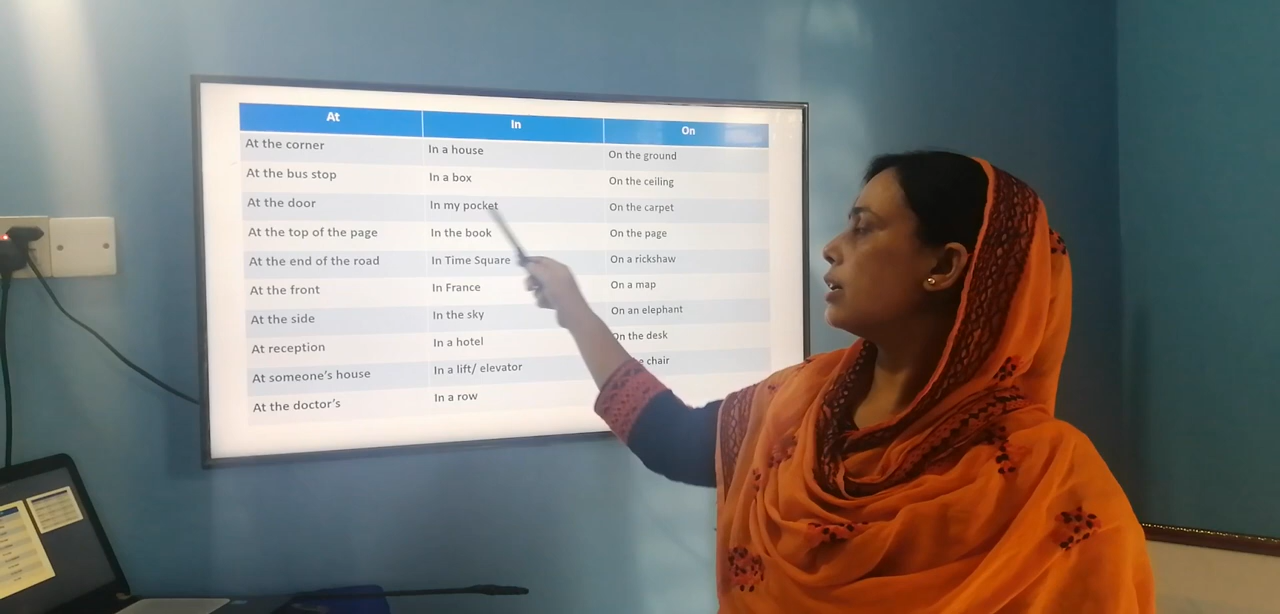 At In On
At the corner In a house On the ground
At the bus stop In a box On the ceiling
At the door In my pocket On the carpet
At the top of the page In the book On the page
At the end of the road In Time Square On a rickshaw
At the front In France On a map
At the side In the sky On an elephant
At reception In a hotel On the desk
At someone's house In a lift/ elevator chair
At the doctor's In a row